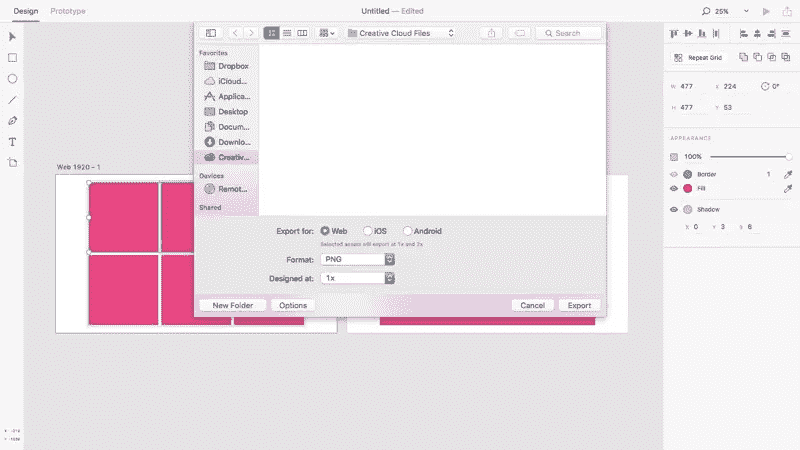 Design Prototype
Untitled — Edited
25%
Creative Cloud Files
Search
Favorites
Dropbox
iCloud...
Applica...
Desktop
Docum...
Downlo...
Creativ...
Devices
Remot...
Shared
Export for: Web iOS Android
Selected assets will export at 1x and 2x
Format: PNG
Designed at: 1x
New Folder Options Cancel Export
Web 1920 – 1
Repeat Grid
W 477 X 224 0°
H 477 Y 53
APPEARANCE
100%
Border 1
Fill
Shadow
X 0 Y 3 B 6